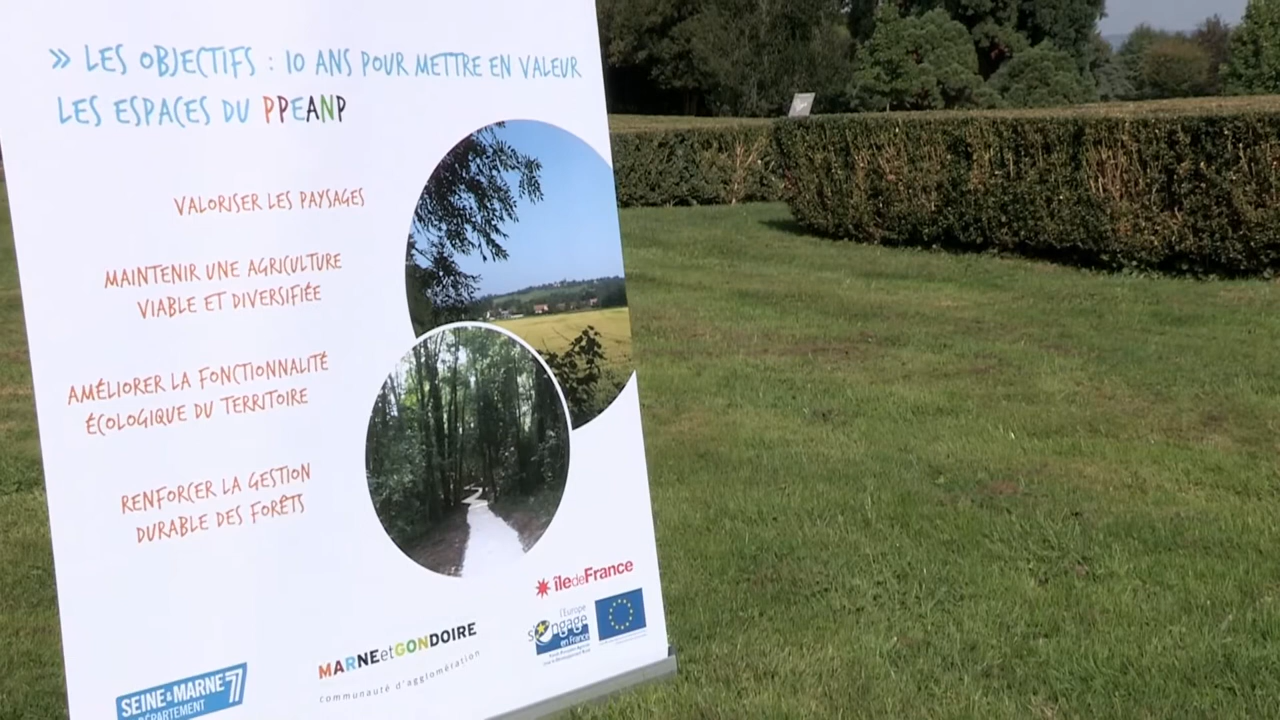 » LES OBJECTIFS : 10 ANS POUR METTRE EN VALEUR
LES ESPACES DU PPEANP
VALORISER LES PAYSAGES
MAINTENIR UNE AGRICULTURE
VIABLE ET DIVERSIFIÉE
AMÉLIORER LA FONCTIONNALITÉ
ÉCOLOGIQUE DU TERRITOIRE
RENFORCER LA GESTION
DURABLE DES FORÊTS
îledeFrance
l'Europe
s'engage
en France
MARNEetGONDOIRE
communauté d'agglomération
SEINE & MARNE 77
DÉPARTEMENT